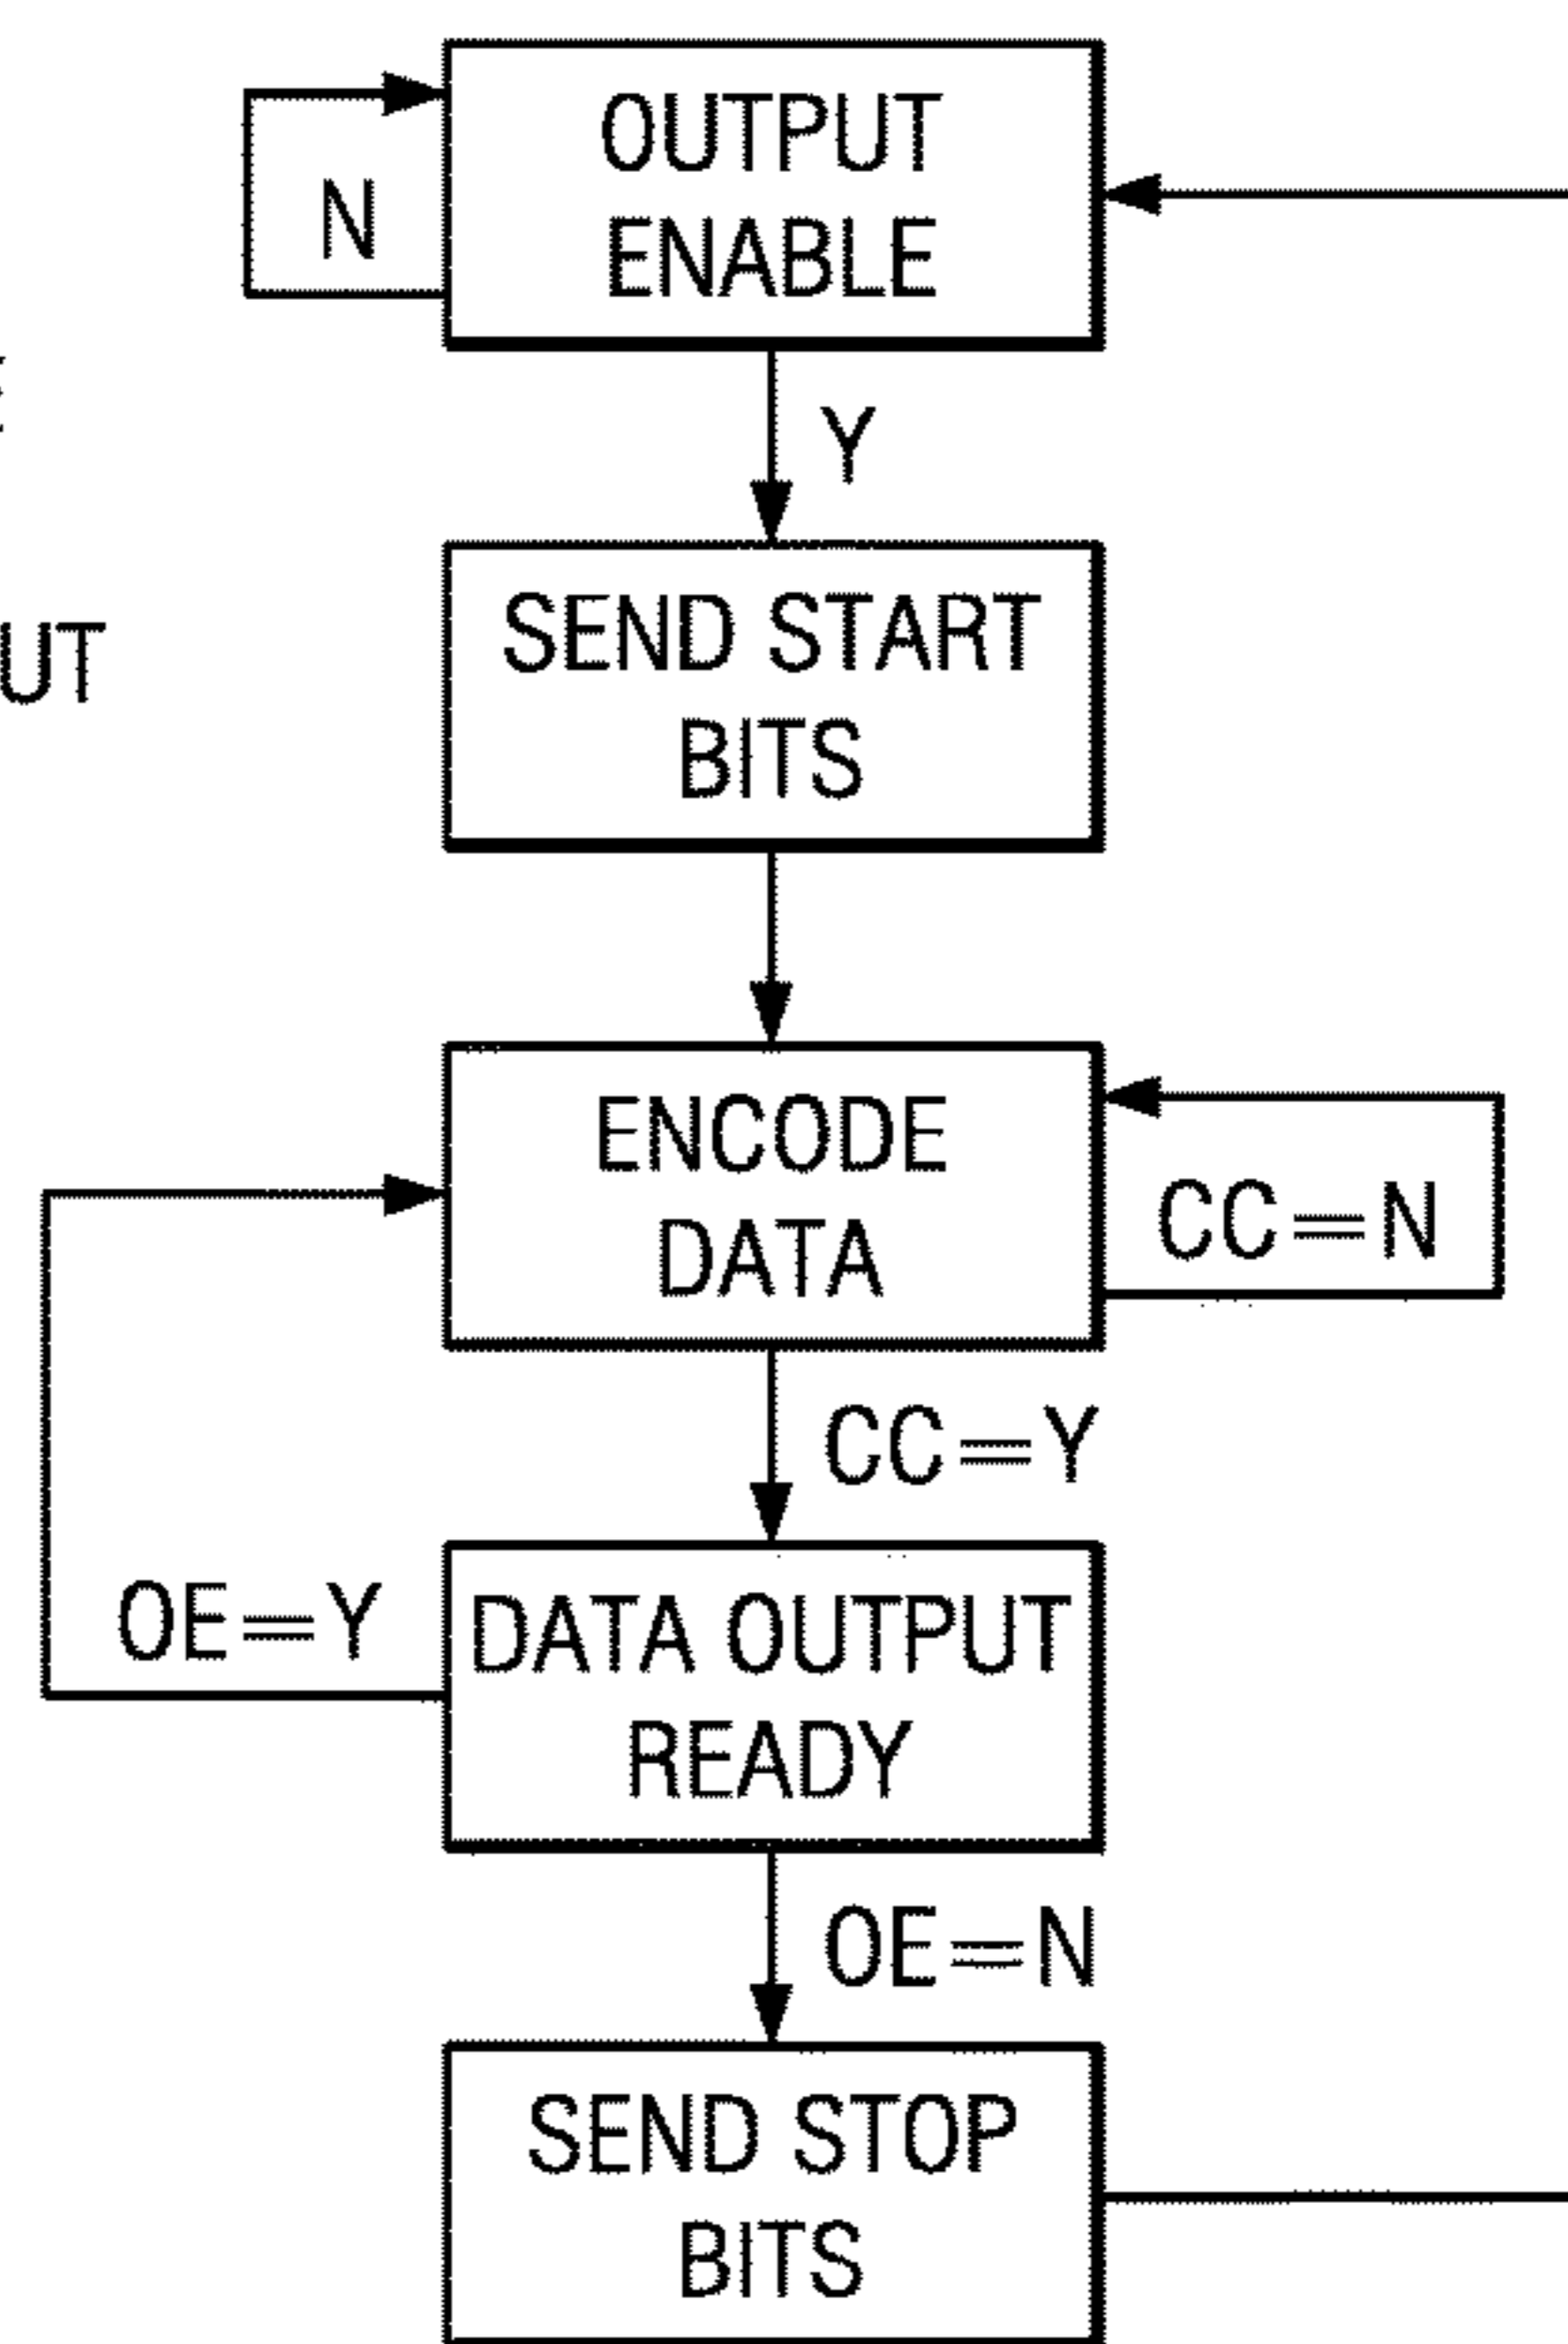 OUTPUT
ENABLE
N
Y
UT
SEND START
BITS
ENCODE
DATA
CC=N
CC=Y
OE=Y
DATA OUTPUT
READY
OE=N
SEND STOP
BITS